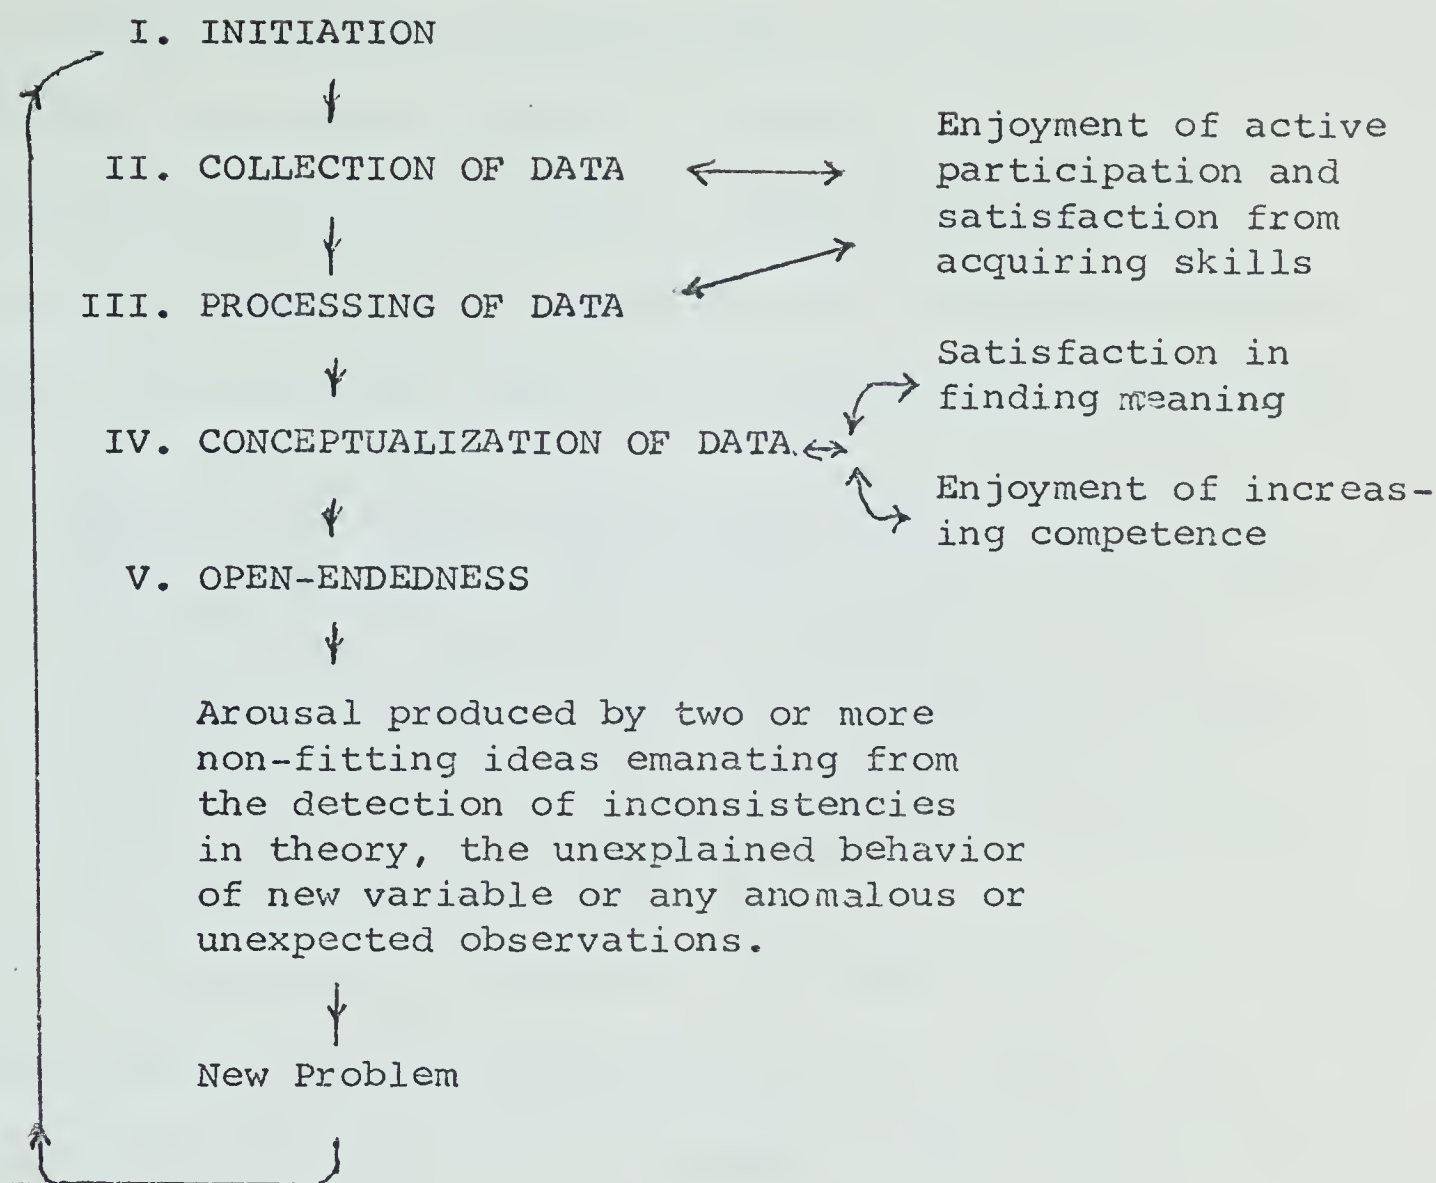 I. INITIATION
II. COLLECTION OF DATA
Enjoyment of active
participation and
satisfaction from
acquiring skills
III. PROCESSING OF DATA
Satisfaction in
finding meaning
IV. CONCEPTUALIZATION OF DATA
Enjoyment of increas-
ing competence
V. OPEN-ENDEDNESS
Arousal produced by two or more
non-fitting ideas emanating from
the detection of inconsistencies
in theory, the unexplained behavior
of new variable or any anomalous or
unexpected observations.
New Problem